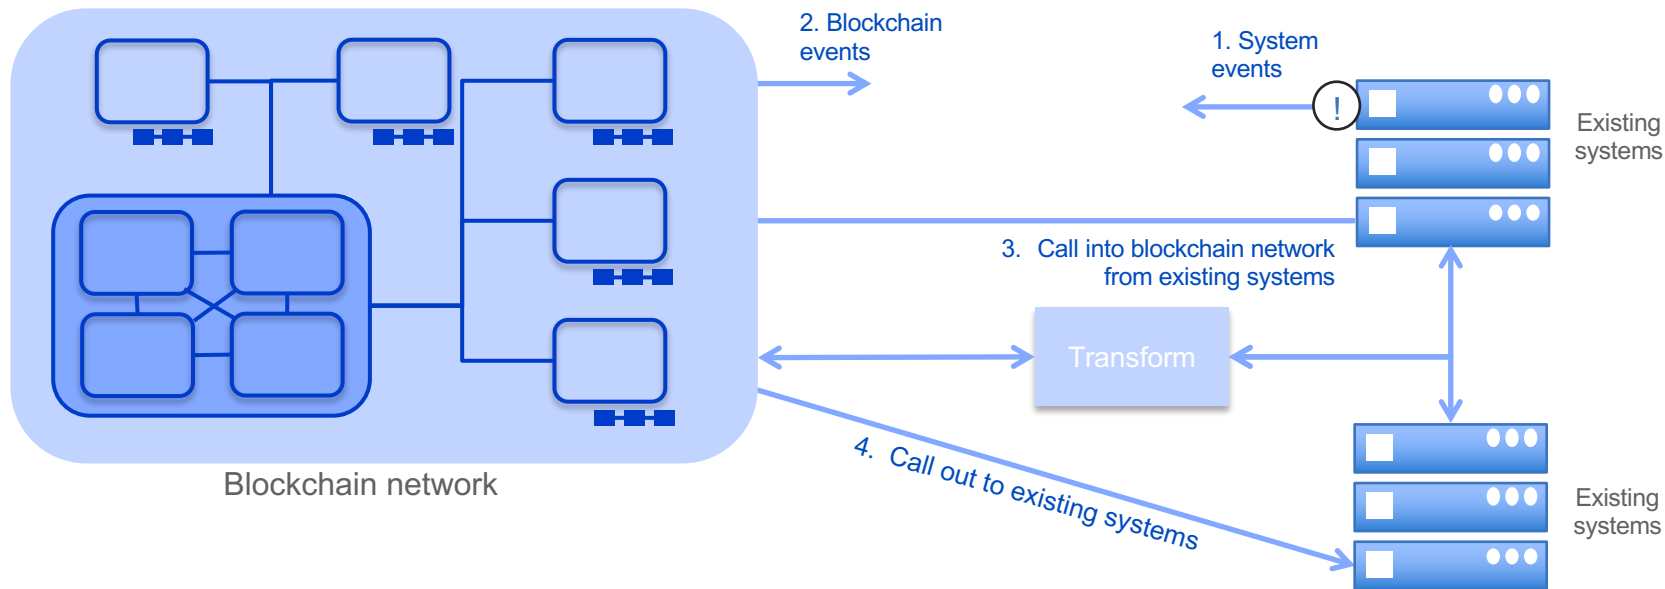 2. Blockchain
events
1. System
events
!
Existing
systems
3. Call into blockchain network
from existing systems
Transform
4. Call out to existing systems
Blockchain network
Existing
systems